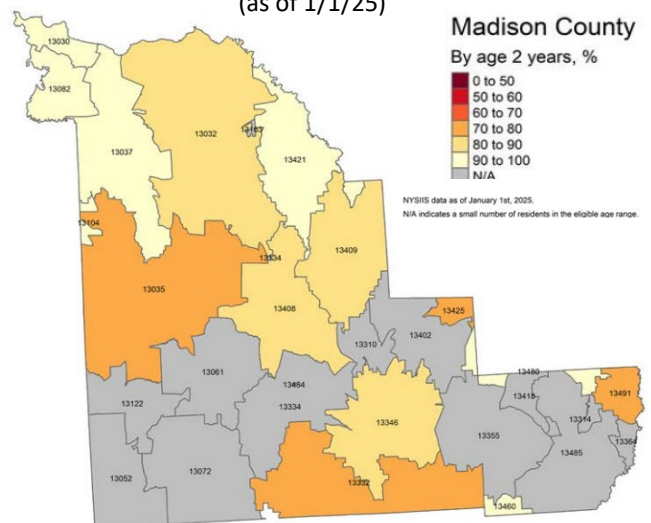 (as of 1/1/25)
Madison County
By age 2 years, %
0 to 50
50 to 60
60 to 70
70 to 80
80 to 90
90 to 100
N/A
NYSIIS data as of January 1st, 2025.
N/A indicates a small number of residents in the eligible age range.
13030
13082
13032
13163
13037
13421
13104
13409
13134
13035
13408
13425
13310
13402
13061
13480
13484
13418
13491
13122
13334
13314
13346
13355
13364
13485
13052
13072
13332
13460